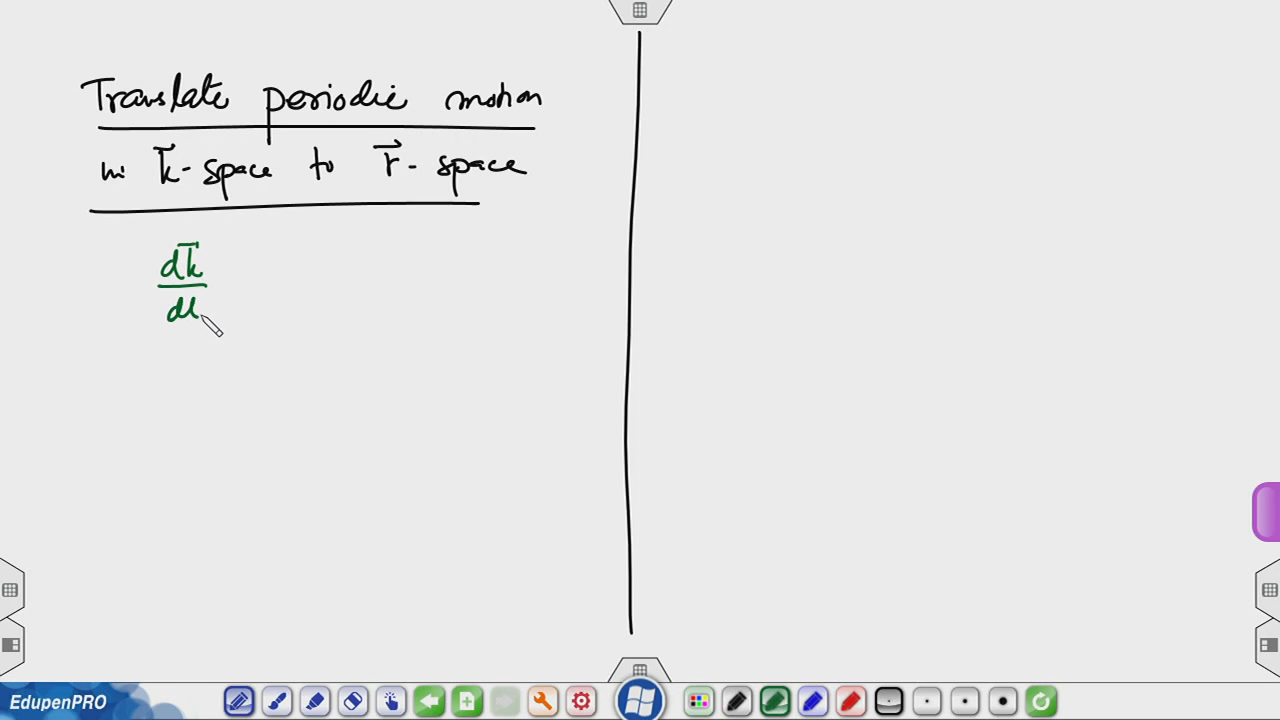 Translate periodic motion
in k⃗-space to r⃗-space
dk⃗
dt
EdupenPRO